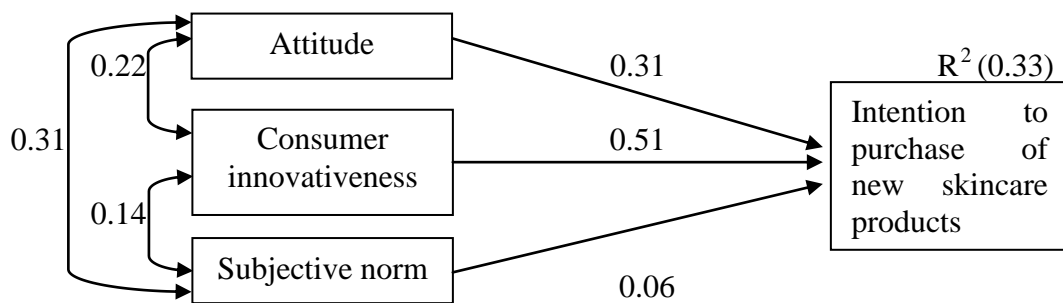 Attitude
0.22
0.31
R² (0.33)
0.31
Consumer
innovativeness
0.51
Intention to
purchase of
new skincare
products
0.14
Subjective norm
0.06